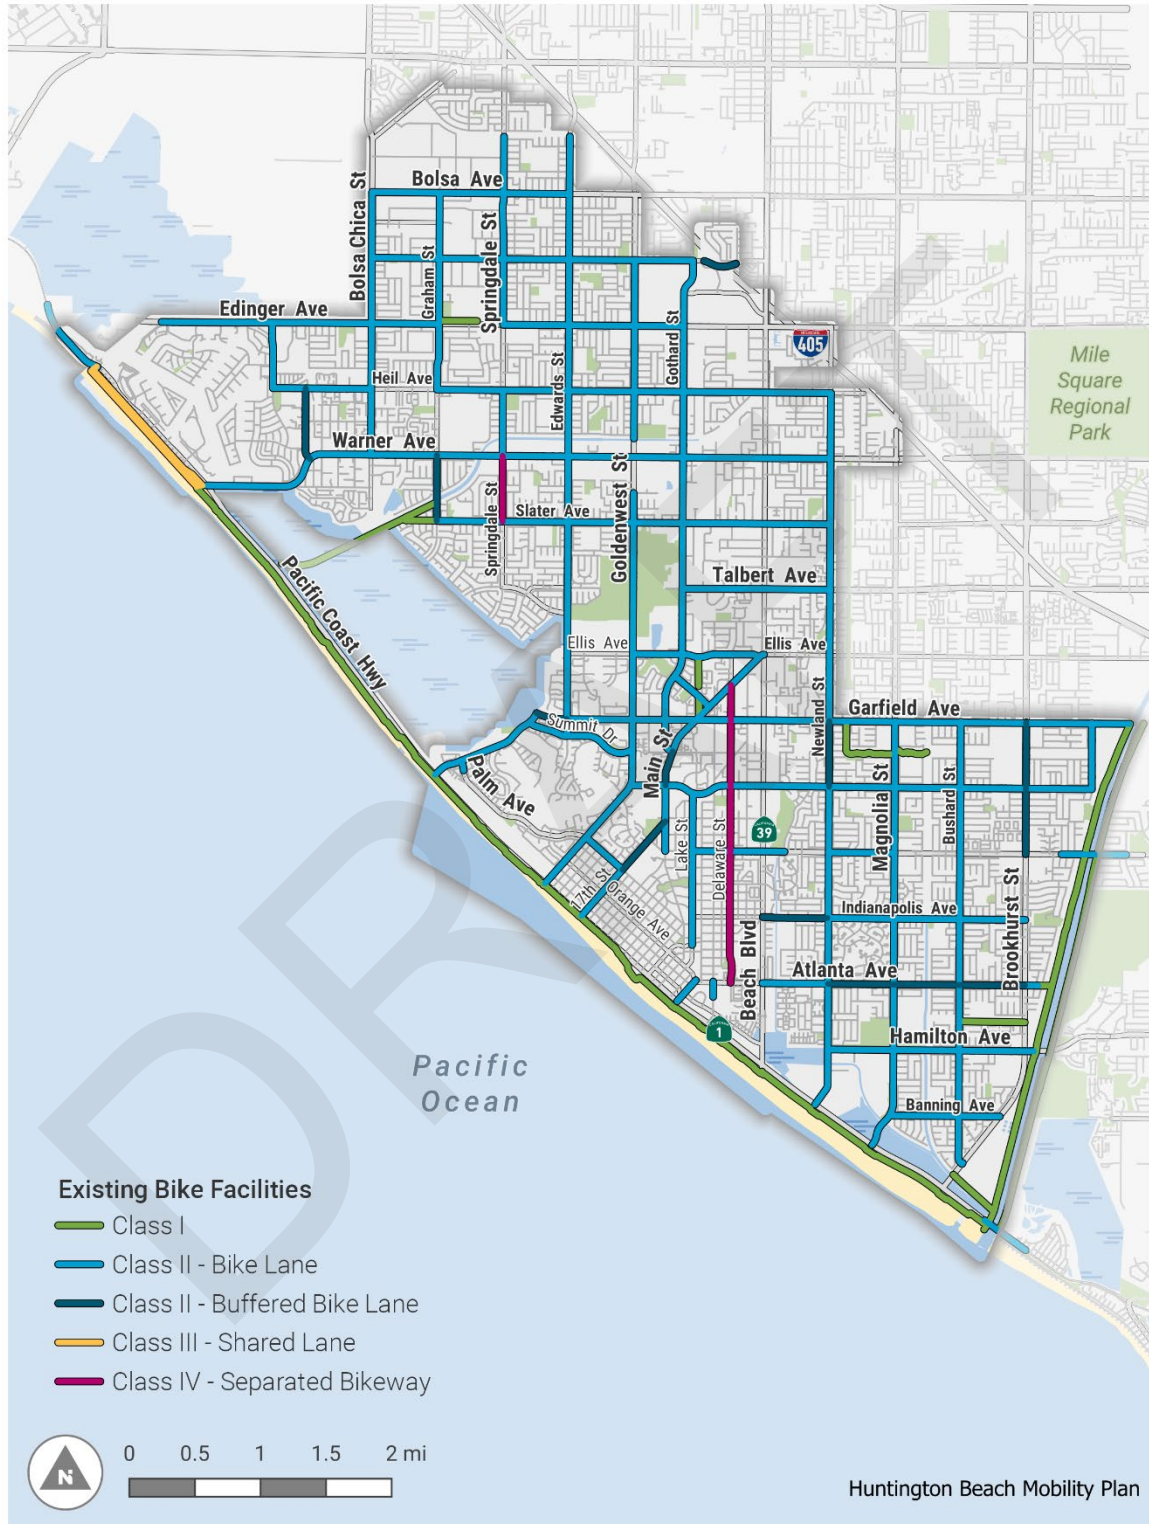 Bolsa Ave
Bolsa Chica St
Graham St
Springdale St
Edinger Ave
INTERSTATE
405
Gothard St
Mile
Square
Regional
Park
Heil Ave
Edwards St
Warner Ave
Goldenwest St
Springdale St
Slater Ave
Talbert Ave
Pacific Coast Hwy
Ellis Ave
Ellis Ave
Newland St
Garfield Ave
Summit Dr
Main St
Palm Ave
Magnolia St
Bushard St
39
Lake St
Delaware St
17th St
Orange Ave
Indianapolis Ave
Brookhurst St
Beach Blvd
Atlanta Ave
1
Hamilton Ave
Pacific
Ocean
Banning Ave
DRAFT
Existing Bike Facilities
Class I
Class II - Bike Lane
Class II - Buffered Bike Lane
Class III - Shared Lane
Class IV - Separated Bikeway
N
0 0.5 1 1.5 2 mi
Huntington Beach Mobility Plan